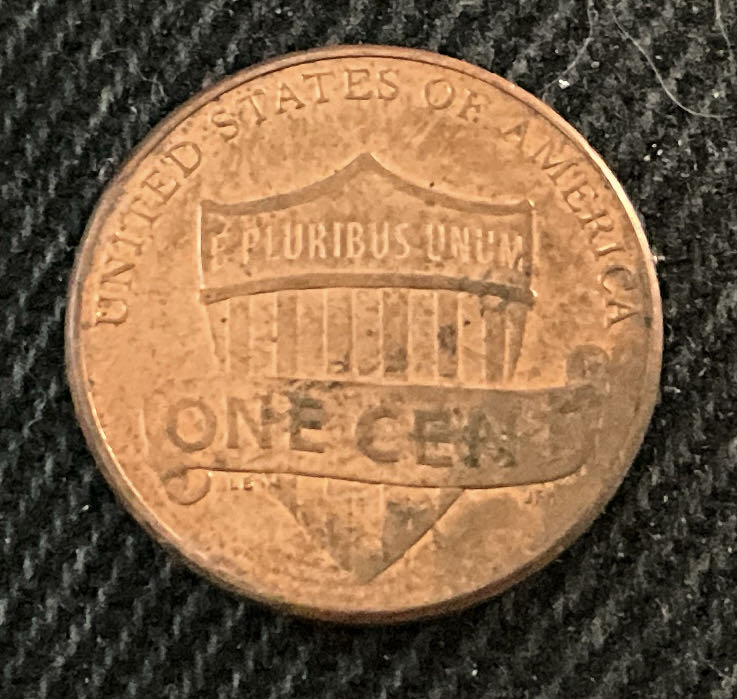 UNITED STATES OF AMERICA
E PLURIBUS UNUM
ONE CENT